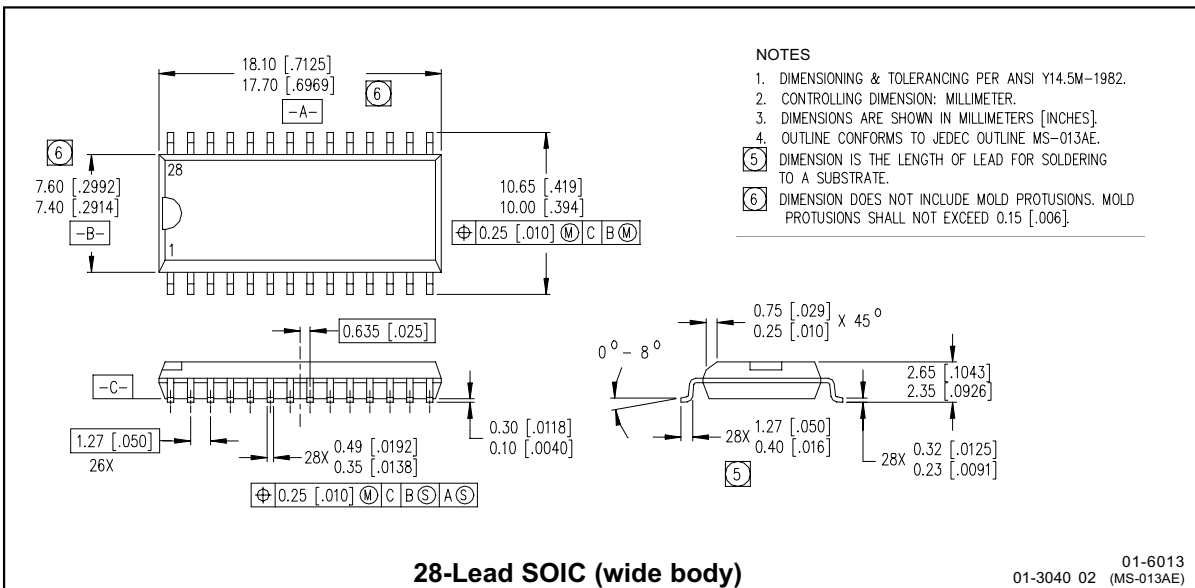 18.10 [.7125]
17.70 [.6969]
-A-
6
NOTES
1. DIMENSIONING & TOLERANCING PER ANSI Y14.5M-1982.
2. CONTROLLING DIMENSION: MILLIMETER.
3. DIMENSIONS ARE SHOWN IN MILLIMETERS [INCHES].
4. OUTLINE CONFORMS TO JEDEC OUTLINE MS-013AE.
5 DIMENSION IS THE LENGTH OF LEAD FOR SOLDERING
TO A SUBSTRATE.
6 DIMENSION DOES NOT INCLUDE MOLD PROTUSIONS. MOLD
PROTUSIONS SHALL NOT EXCEED 0.15 [.006].
6
7.60 [.2992]
7.40 [.2914]
-B-
28
1
10.65 [.419]
10.00 [.394]
⌖ 0.25 [.010] Ⓜ C B Ⓜ
0.635 [.025]
-C-
1.27 [.050]
26X
28X 0.49 [.0192]
0.35 [.0138]
⌖ 0.25 [.010] Ⓜ C B Ⓢ A Ⓢ
0.30 [.0118]
0.10 [.0040]
0.75 [.029]
0.25 [.010] X 45°
0° - 8°
2.65 [.1043]
2.35 [.0926]
28X 1.27 [.050]
0.40 [.016]
5
28X 0.32 [.0125]
0.23 [.0091]
28-Lead SOIC (wide body)
01-6013
01-3040 02 (MS-013AE)